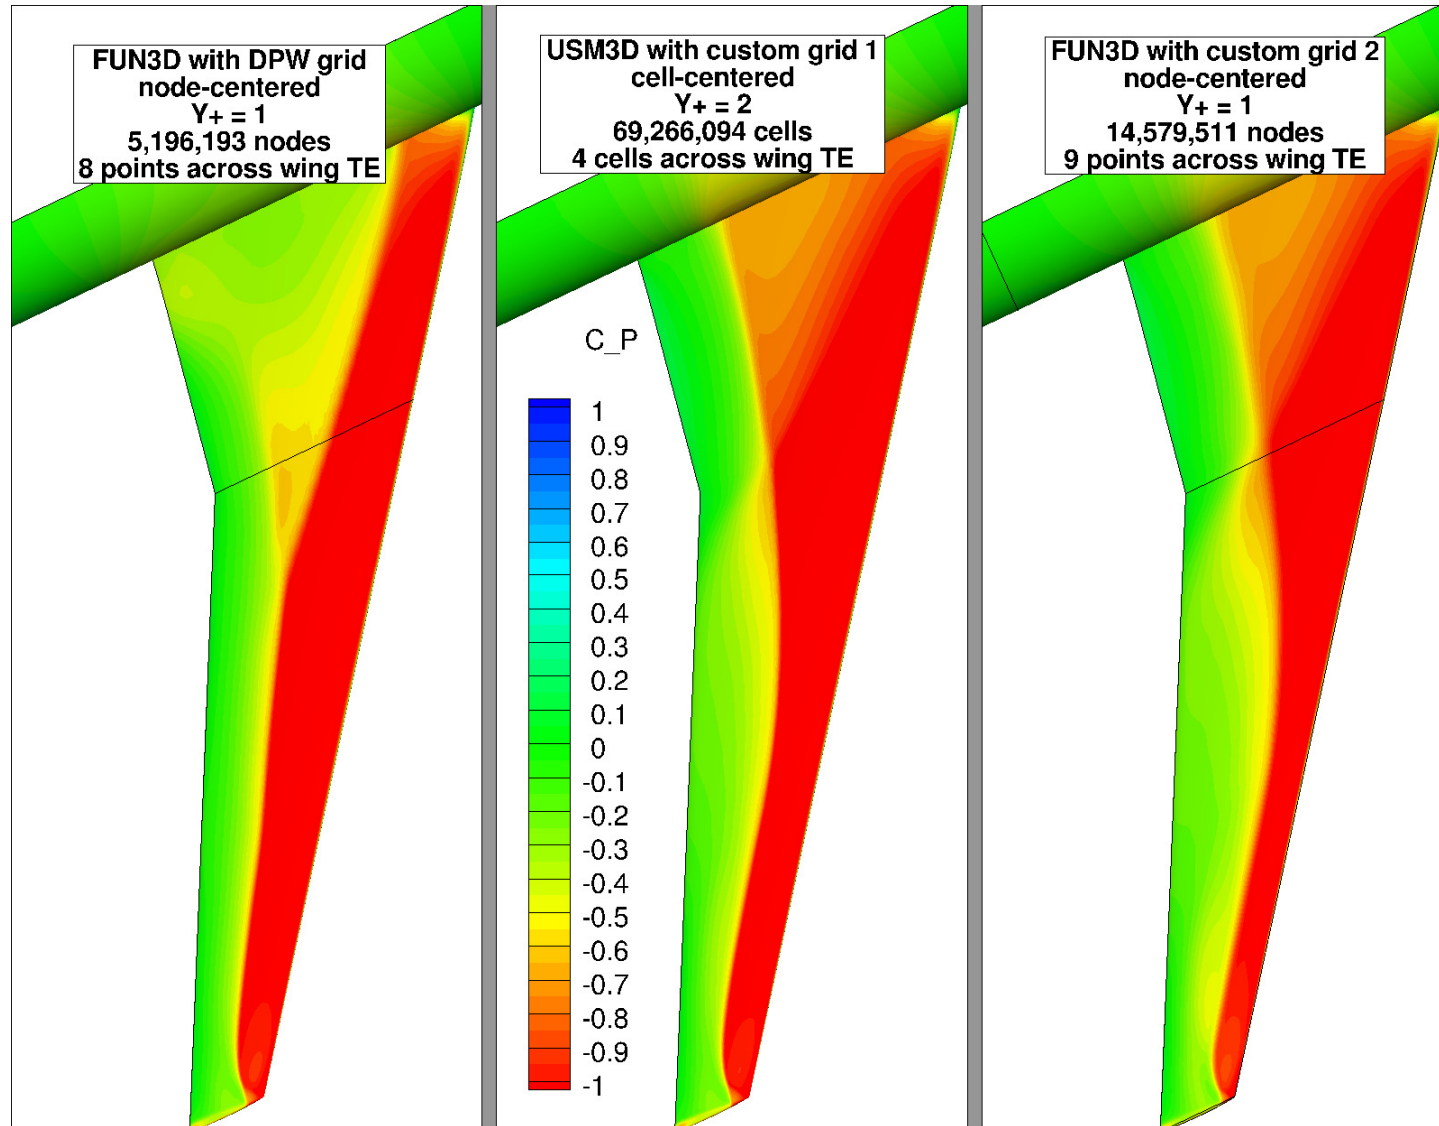 FUN3D with DPW grid
node-centered
Y+ = 1
5,196,193 nodes
8 points across wing TE
USM3D with custom grid 1
cell-centered
Y+ = 2
69,266,094 cells
4 cells across wing TE
FUN3D with custom grid 2
node-centered
Y+ = 1
14,579,511 nodes
9 points across wing TE
C_P
1
0.9
0.8
0.7
0.6
0.5
0.4
0.3
0.2
0.1
0
-0.1
-0.2
-0.3
-0.4
-0.5
-0.6
-0.7
-0.8
-0.9
-1